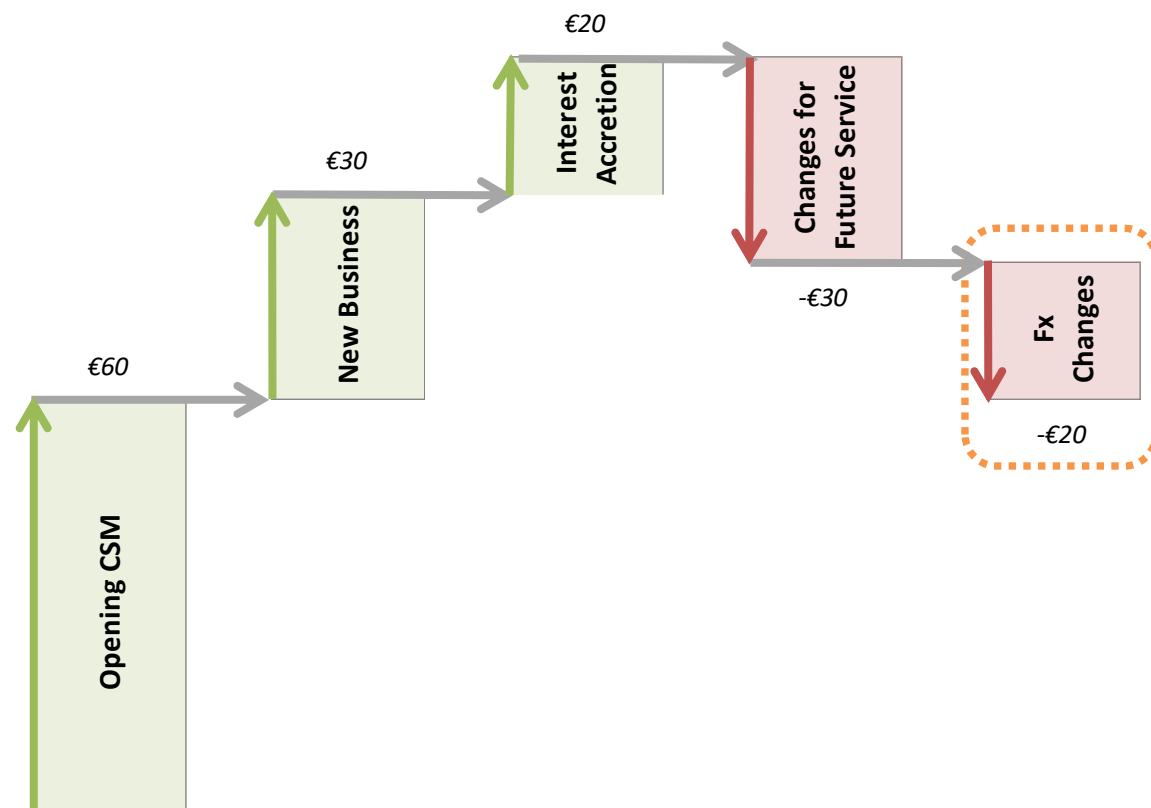 €60
Opening CSM
€30
New Business
€20
Interest
Accretion
Changes for
Future Service
-€30
Fx
Changes
-€20